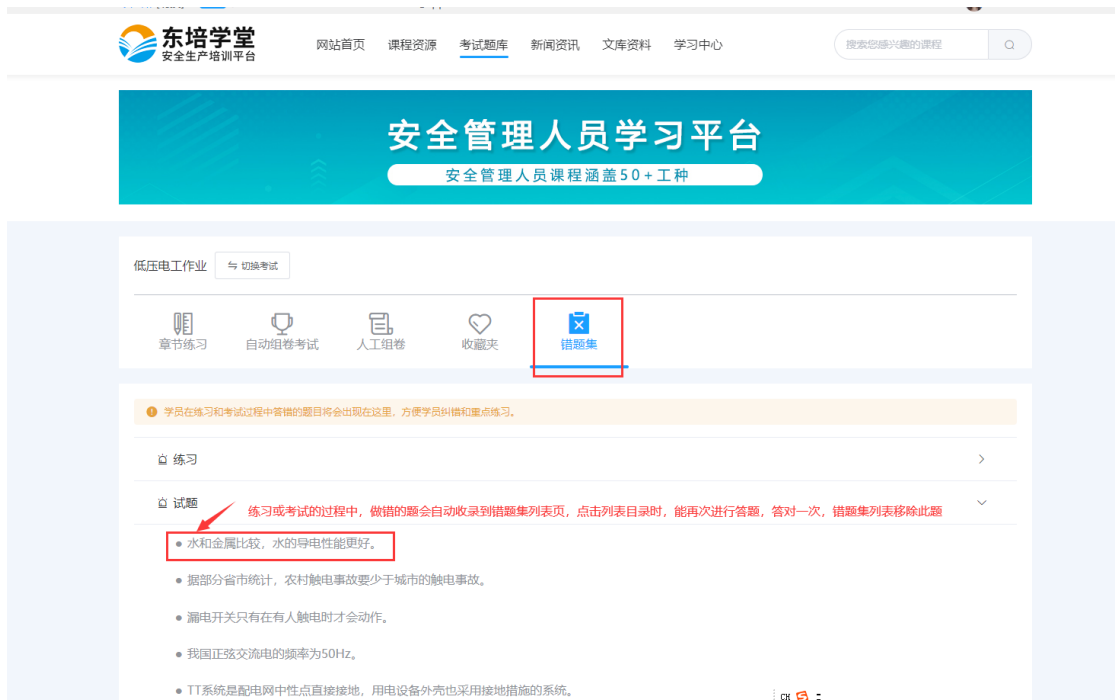 东培学堂
安全生产培训平台
网站首页 课程资源 考试题库 新闻资讯 文库资料 学习中心
搜索您感兴趣的课程
安全管理人员学习平台
安全管理人员课程涵盖50+工种
低压电工作业 切换考试
章节练习 自动组卷考试 人工组卷 收藏夹 错题集
学员在练习和考试过程中答错的题目将会出现在这里，方便学员纠错和重点练习。
练习
试题
练习或考试的过程中，做错的题会自动收录到错题集列表页，点击列表目录时，能再次进行答题，答对一次，错题集列表移除此题
水和金属比较，水的导电性能更好。
据部分省市统计，农村触电事故要少于城市的触电事故。
漏电开关只有在有人触电时才会动作。
我国正弦交流电的频率为50Hz。
TT系统是配电网中性点直接接地，用电设备外壳也采用接地措施的系统。
CH